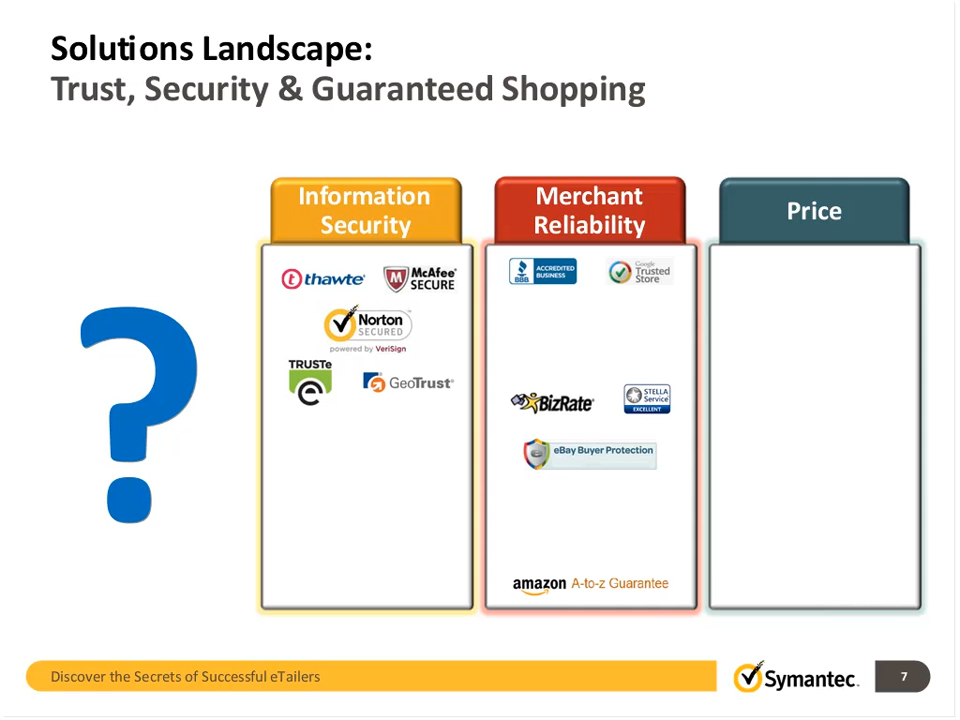 Solutions Landscape:
Trust, Security & Guaranteed Shopping
Information
Security
Merchant
Reliability
Price
thawte
McAfee
SECURE
Norton
SECURED
powered by VeriSign
TRUSTe
GeoTrust
BBB
ACCREDITED
BUSINESS
Google
Trusted
Store
BizRate
STELLA
Service
EXCELLENT
eBay Buyer Protection
amazon A-to-z Guarantee
?
Discover the Secrets of Successful eTailers
Symantec.
7